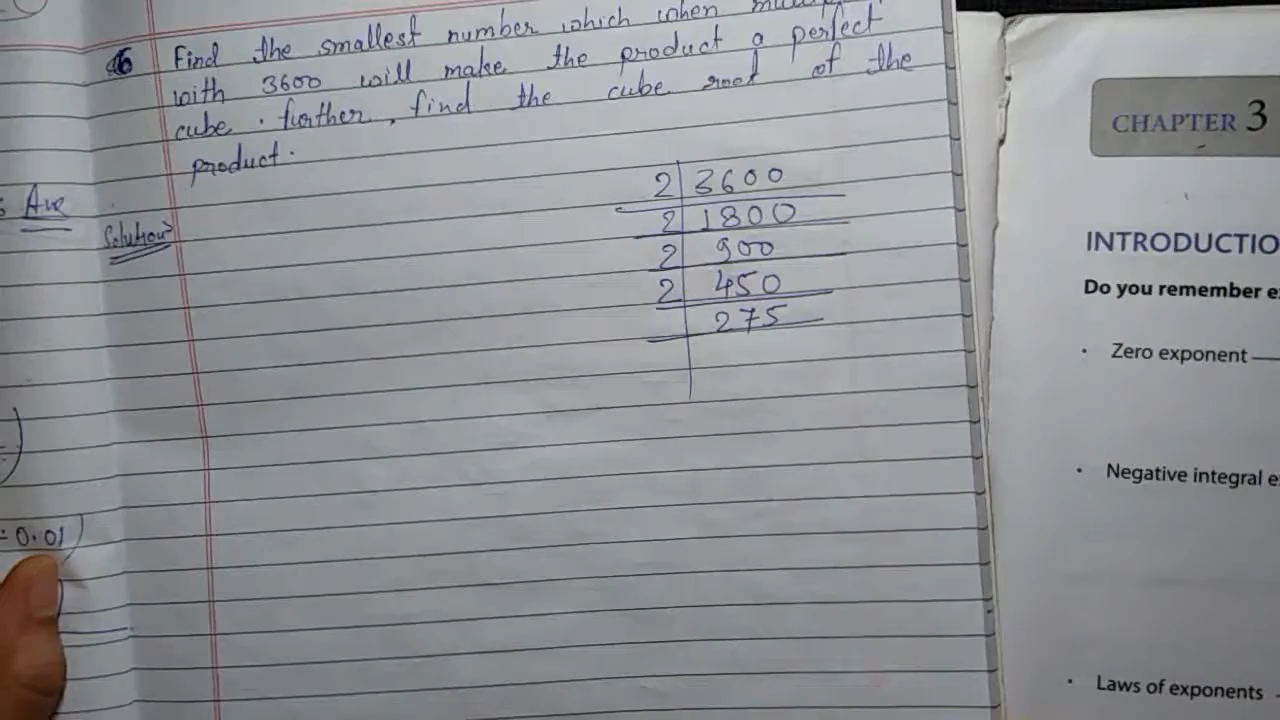 6 Find the smallest number which when
with 3600 will make the product a perfect
cube. further, find the cube root of the
product.
Ans
Solution
2 3600
2 1800
2 900
2 450
275
= 0.01)
CHAPTER 3
INTRODUCTIO
Do you remember e
• Zero exponent
• Negative integral e
• Laws of exponents